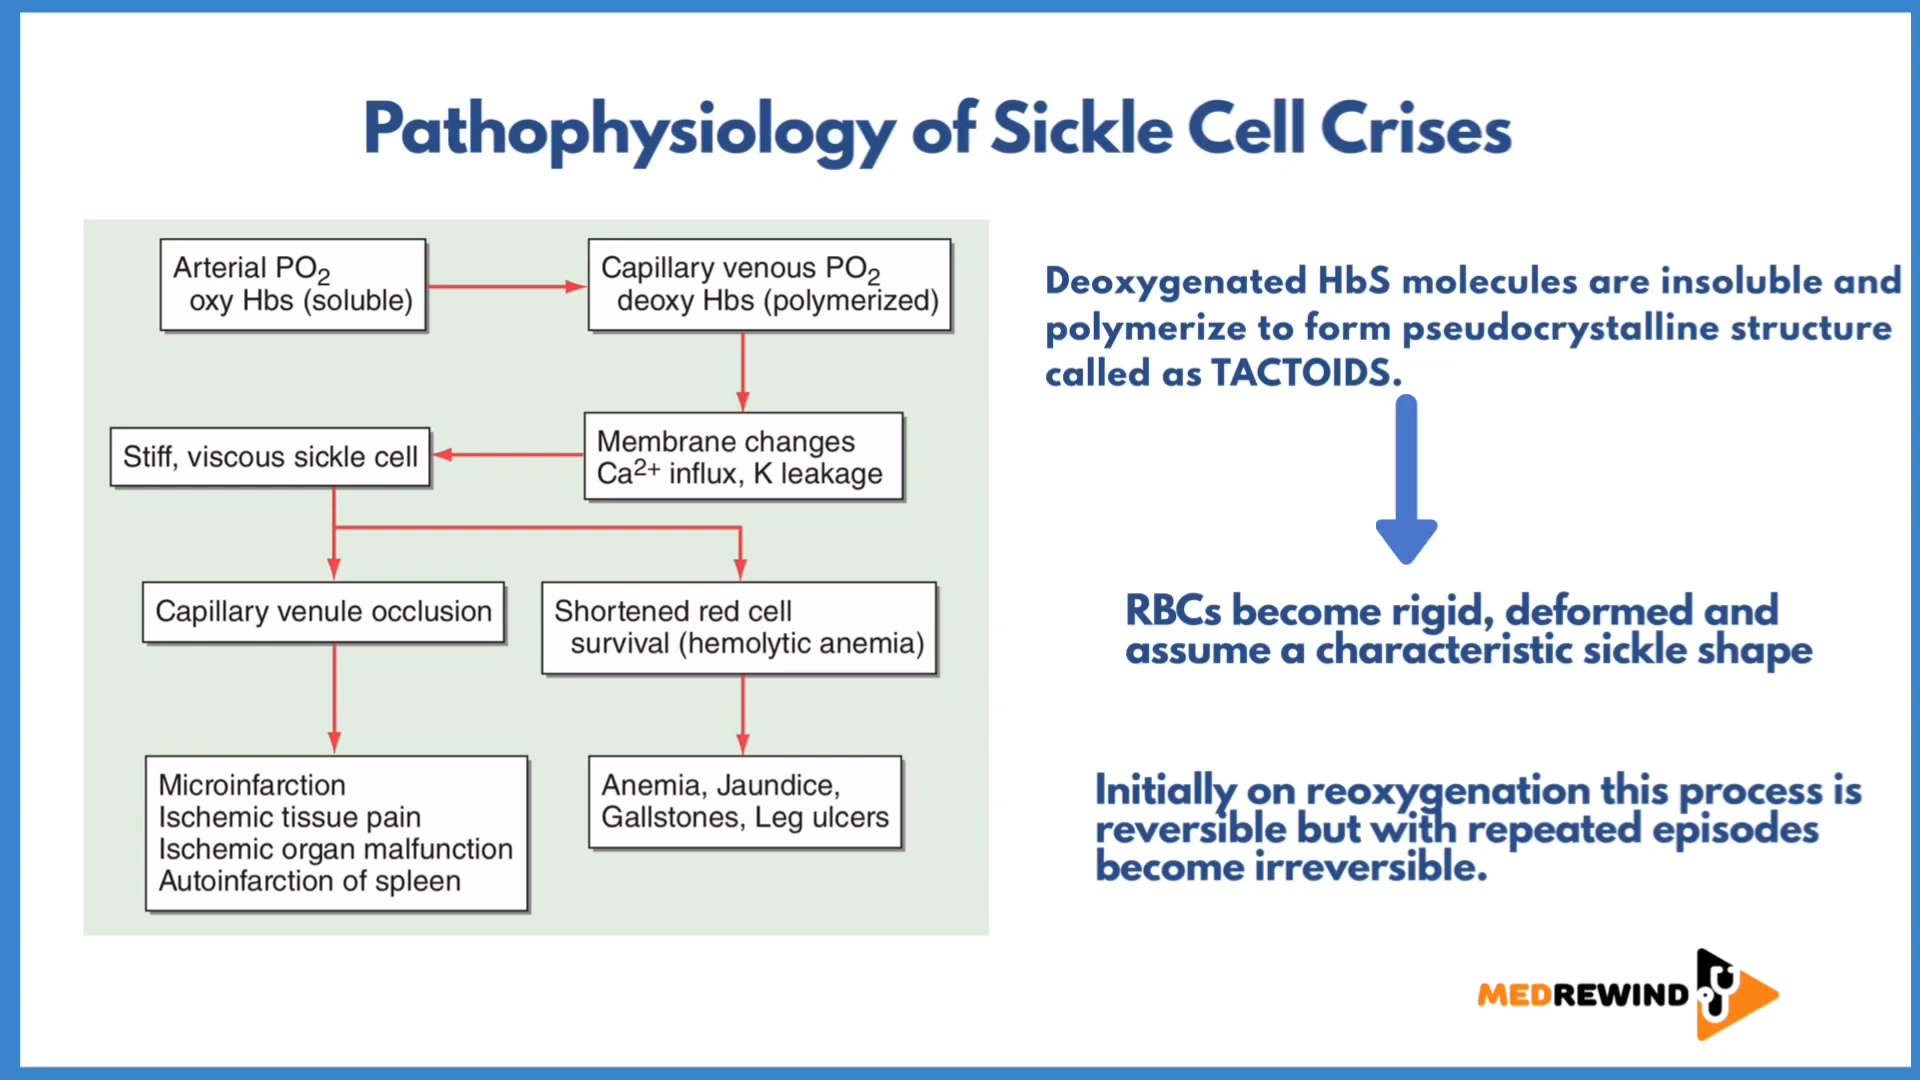 Pathophysiology of Sickle Cell Crises
Arterial PO2
oxy Hbs (soluble)
Capillary venous PO2
deoxy Hbs (polymerized)
Membrane changes
Ca2+ influx, K leakage
Stiff, viscous sickle cell
Capillary venule occlusion
Shortened red cell
survival (hemolytic anemia)
Microinfarction
Ischemic tissue pain
Ischemic organ malfunction
Autoinfarction of spleen
Anemia, Jaundice,
Gallstones, Leg ulcers
Deoxygenated HbS molecules are insoluble and
polymerize to form pseudocrystalline structure
called as TACTOIDS.
RBCs become rigid, deformed and
assume a characteristic sickle shape
Initially on reoxygenation this process is
reversible but with repeated episodes
become irreversible.
MEDREWIND